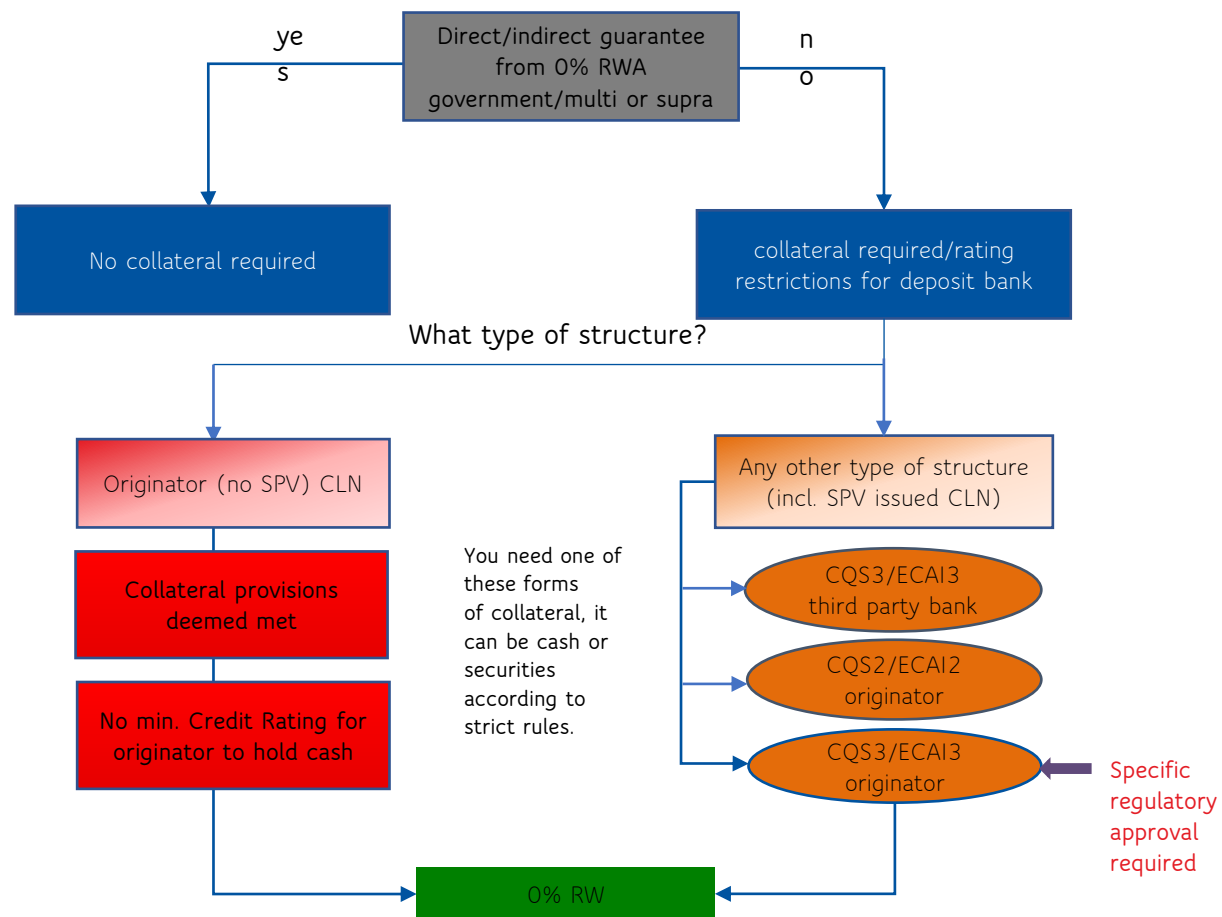 ye
s
Direct/indirect guarantee
from 0% RWA
government/multi or supra
n
o
No collateral required
collateral required/rating
restrictions for deposit bank
What type of structure?
Originator (no SPV) CLN
Any other type of structure
(incl. SPV issued CLN)
Collateral provisions
deemed met
No min. Credit Rating for
originator to hold cash
You need one of
these forms
of collateral, it
can be cash or
securities
according to
strict rules.
CQS3/ECAI3
third party bank
CQS2/ECAI2
originator
CQS3/ECAI3
originator
Specific
regulatory
approval
required
0% RW